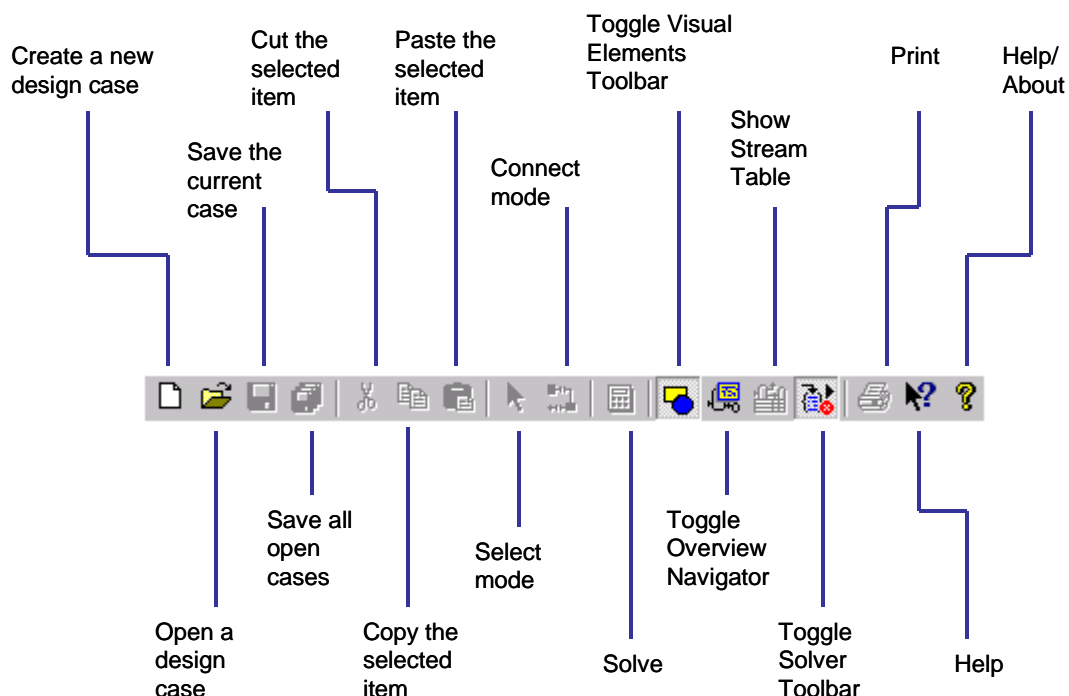 Create a new
design case
Cut the
selected
item
Paste the
selected
item
Toggle Visual
Elements
Toolbar
Print
Help/
About
Save the
current
case
Connect
mode
Show
Stream
Table
Save all
open
cases
Select
mode
Toggle
Overview
Navigator
Open a
design
case
Copy the
selected
item
Solve
Toggle
Solver
Toolbar
Help